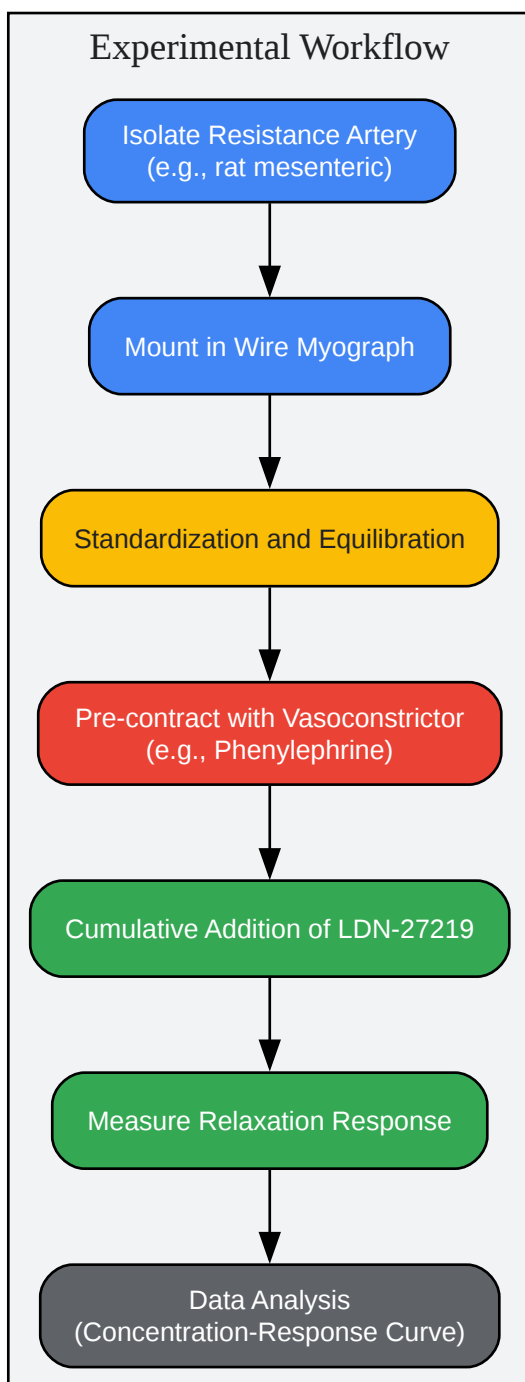 Experimental Workflow
Isolate Resistance Artery
(e.g., rat mesenteric)
Mount in Wire Myograph
Standardization and Equilibration
Pre-contract with Vasoconstrictor
(e.g., Phenylephrine)
Cumulative Addition of LDN-27219
Measure Relaxation Response
Data Analysis
(Concentration-Response Curve)